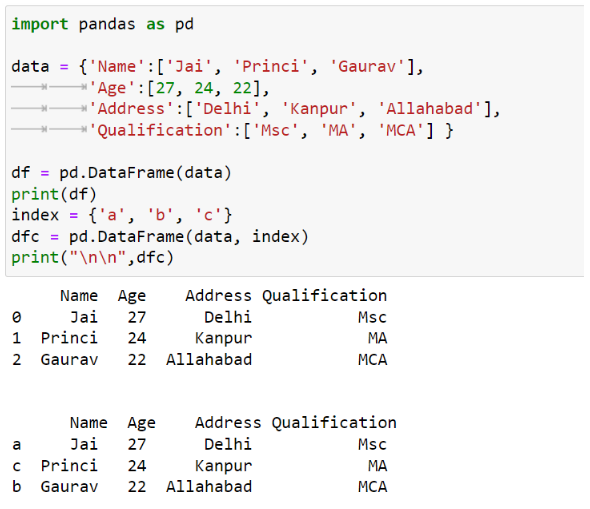 import pandas as pd
data = {'Name':['Jai', 'Princi', 'Gaurav'],
'Age':[27, 24, 22],
'Address':['Delhi', 'Kanpur', 'Allahabad'],
'Qualification':['Msc', 'MA', 'MCA'] }
df = pd.DataFrame(data)
print(df)
index = {'a', 'b', 'c'}
dfc = pd.DataFrame(data, index)
print("\n\n",dfc)
Name Age Address Qualification
0 Jai 27 Delhi Msc
1 Princi 24 Kanpur MA
2 Gaurav 22 Allahabad MCA
Name Age Address Qualification
a Jai 27 Delhi Msc
c Princi 24 Kanpur MA
b Gaurav 22 Allahabad MCA